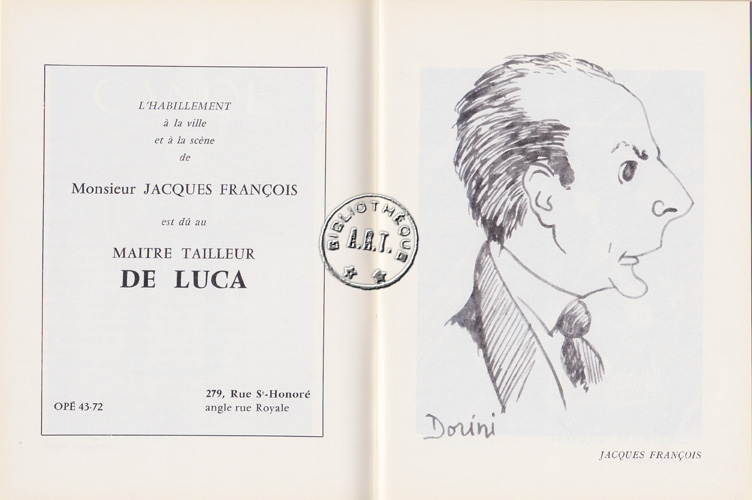 L'HABILLEMENT
à la ville
et à la scène
de
Monsieur JACQUES FRANÇOIS
est dû au
MAITRE TAILLEUR
DE LUCA
OPÉ 43-72
279, Rue St-Honoré
angle rue Royale
BIBLIOTHÈQUE
A.R.T.
Dorini
JACQUES FRANÇOIS